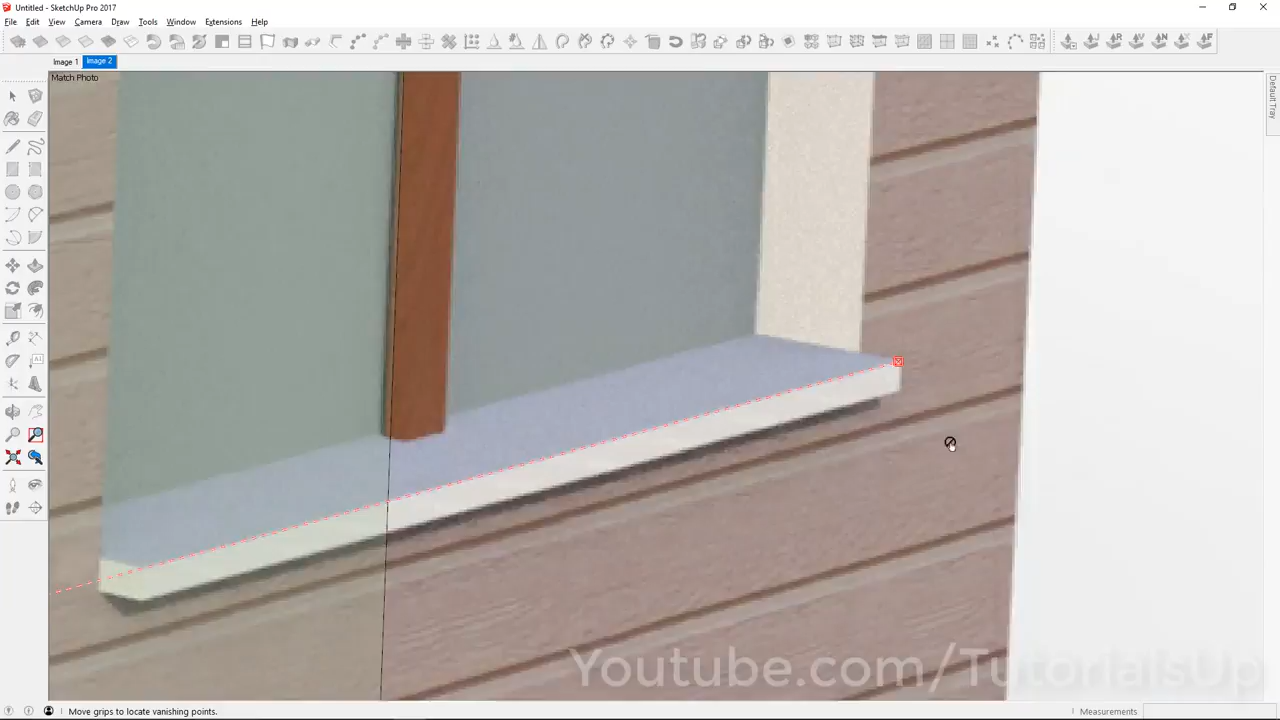 Untitled - SketchUp Pro 2017
File Edit View Camera Draw Tools Window Extensions Help
Image 1 Image 2
Match Photo
Default Tray
Youtube.com/TutorialsUp
Move grips to locate vanishing points.
Measurements